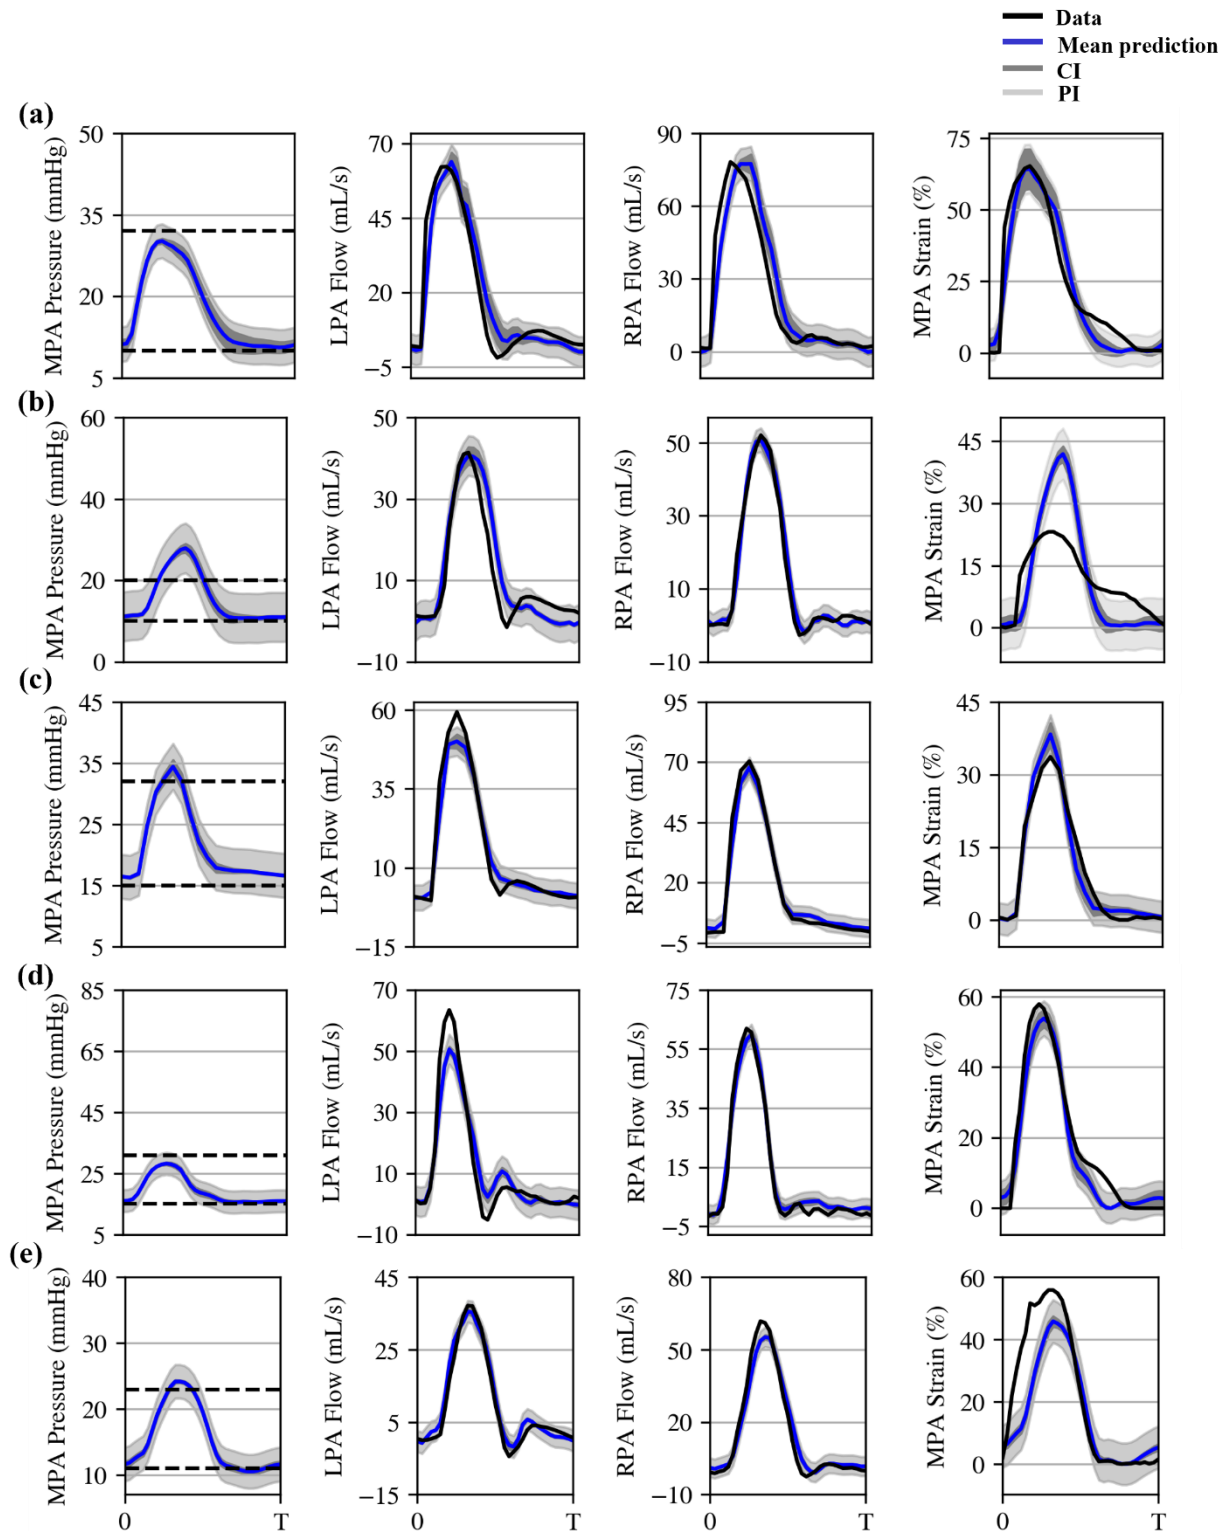 Data
Mean prediction
CI
PI
(a)
MPA Pressure (mmHg)
50
35
20
5
LPA Flow (mL/s)
70
45
20
−5
RPA Flow (mL/s)
90
60
30
0
MPA Strain (%)
75
50
25
0
(b)
MPA Pressure (mmHg)
60
40
20
0
LPA Flow (mL/s)
50
30
10
−10
RPA Flow (mL/s)
50
30
10
−10
MPA Strain (%)
45
30
15
0
(c)
MPA Pressure (mmHg)
45
35
25
15
5
LPA Flow (mL/s)
60
35
10
−15
RPA Flow (mL/s)
95
70
45
20
−5
MPA Strain (%)
45
30
15
0
(d)
MPA Pressure (mmHg)
85
65
45
25
5
LPA Flow (mL/s)
70
50
30
10
−10
RPA Flow (mL/s)
75
55
35
15
−5
MPA Strain (%)
60
40
20
0
(e)
MPA Pressure (mmHg)
40
30
20
10
0
T
LPA Flow (mL/s)
45
25
5
−15
0
T
RPA Flow (mL/s)
80
50
20
−10
0
T
MPA Strain (%)
60
40
20
0
0
T